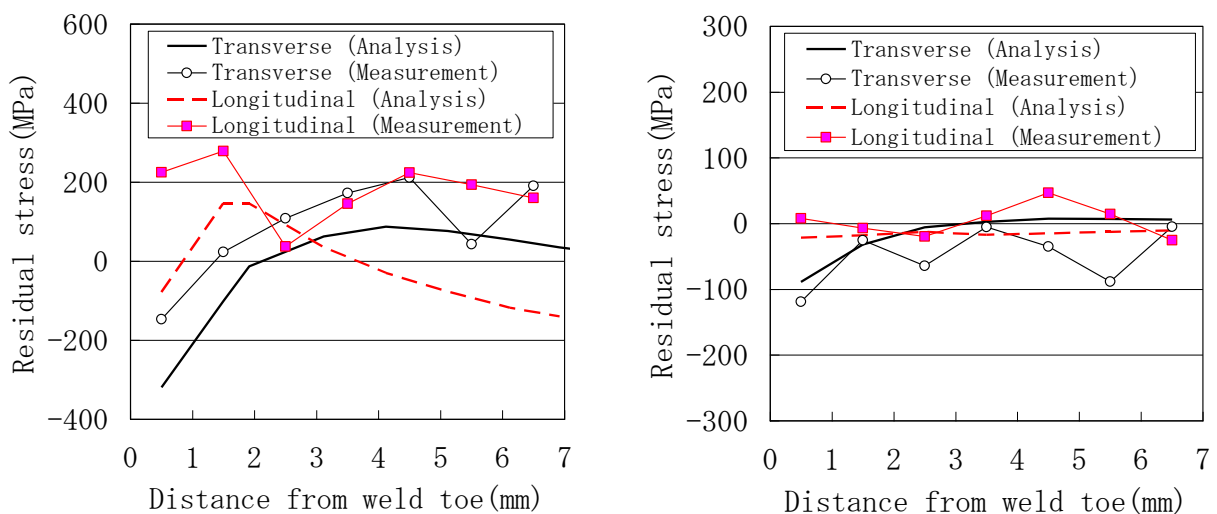 Residual stress(MPa)
600
400
200
0
-200
-400
Transverse (Analysis)
Transverse (Measurement)
Longitudinal (Analysis)
Longitudinal (Measurement)
0 1 2 3 4 5 6 7
Distance from weld toe(mm)
Residual stress(MPa)
300
200
100
0
-100
-200
-300
Transverse (Analysis)
Transverse (Measurement)
Longitudinal (Analysis)
Longitudinal (Measurement)
0 1 2 3 4 5 6 7
Distance from weld toe(mm)